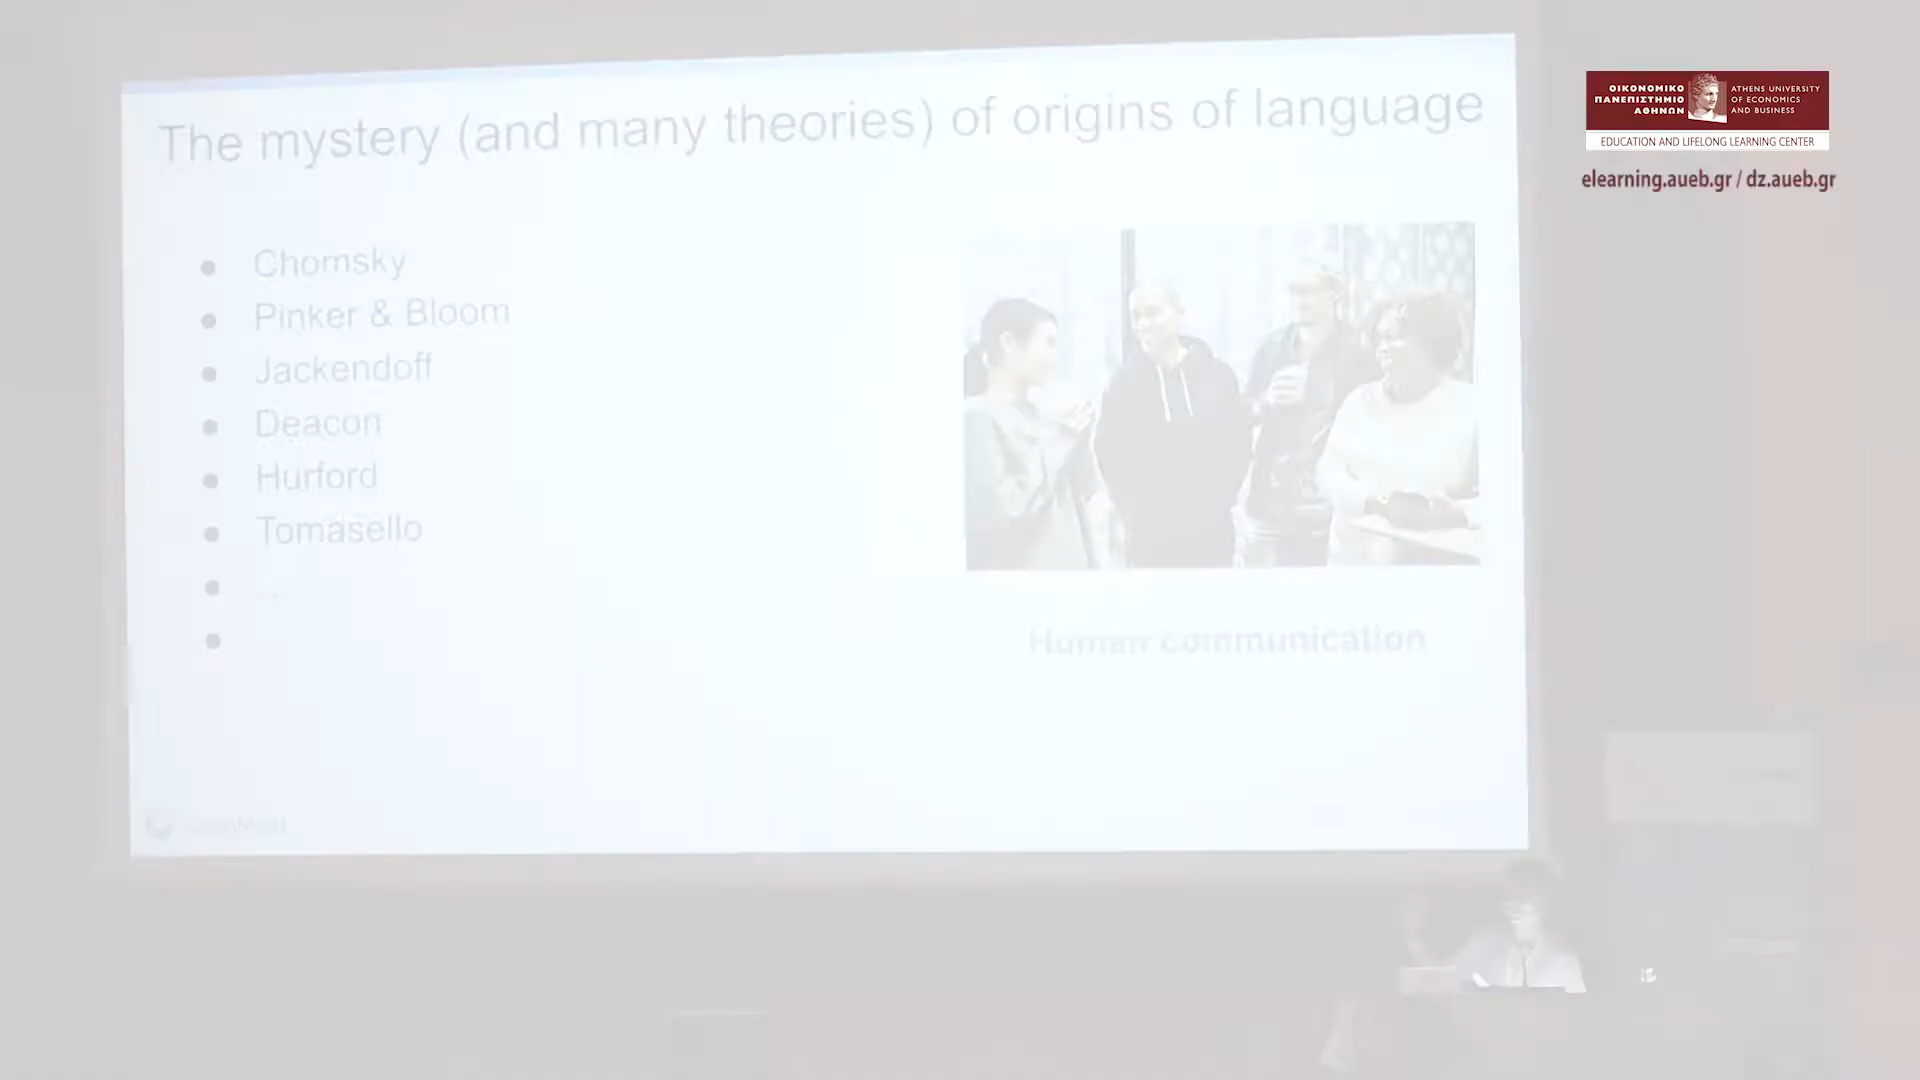 The mystery (and many theories) of origins of language
Chomsky
Pinker & Bloom
Jackendoff
Deacon
Hurford
Tomasello
Human communication
ΟΙΚΟΝΟΜΙΚΟ
ΠΑΝΕΠΙΣΤΗΜΙΟ
ΑΘΗΝΩΝ
ATHENS UNIVERSITY
OF ECONOMICS
AND BUSINESS
EDUCATION AND LIFELONG LEARNING CENTER
elearning.aueb.gr / dz.aueb.gr